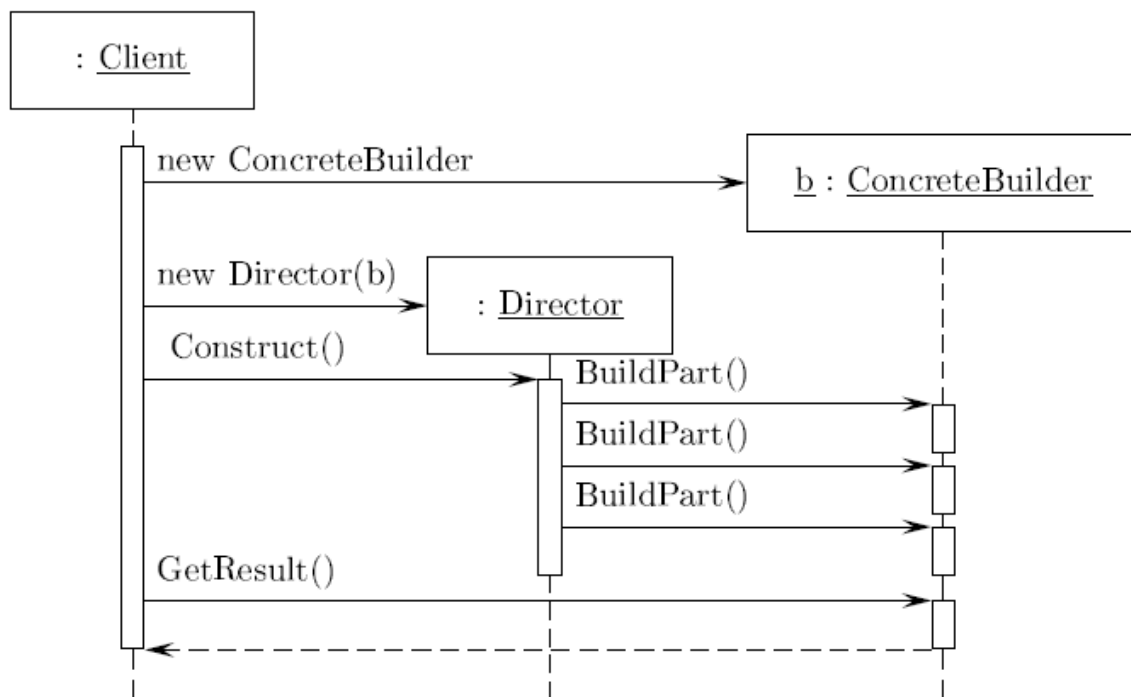 : Client
new ConcreteBuilder
b : ConcreteBuilder
new Director(b)
: Director
Construct()
BuildPart()
BuildPart()
BuildPart()
GetResult()